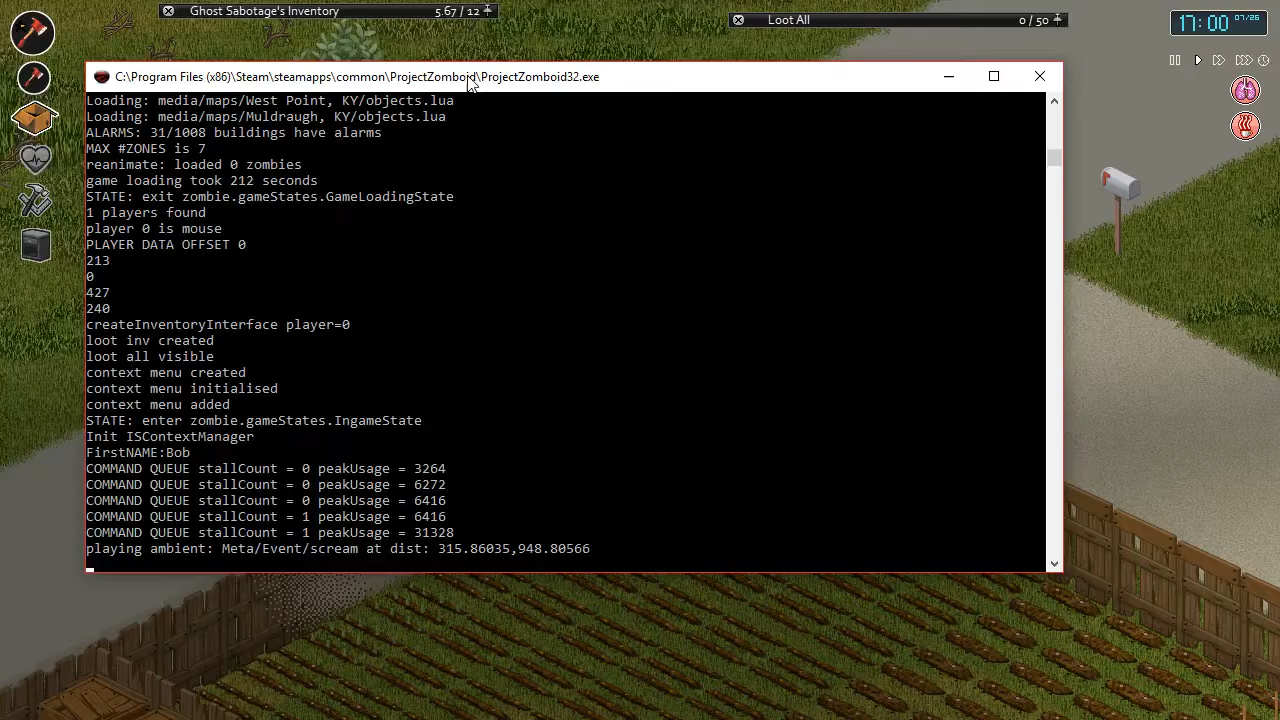 Ghost Sabotage's Inventory 5.67 / 12
Loot All 0 / 50
17:00 07/26
C:\Program Files (x86)\Steam\steamapps\common\ProjectZomboid\ProjectZomboid32.exe
Loading: media/maps/West Point, KY/objects.lua
Loading: media/maps/Muldraugh, KY/objects.lua
ALARMS: 31/1008 buildings have alarms
MAX #ZONES is 7
reanimate: loaded 0 zombies
game loading took 212 seconds
STATE: exit zombie.gameStates.GameLoadingState
1 players found
player 0 is mouse
PLAYER DATA OFFSET 0
213
0
427
240
createInventoryInterface player=0
loot inv created
loot all visible
context menu created
context menu initialised
context menu added
STATE: enter zombie.gameStates.IngameState
Init ISContextManager
FirstNAME:Bob
COMMAND QUEUE stallCount = 0 peakUsage = 3264
COMMAND QUEUE stallCount = 0 peakUsage = 6272
COMMAND QUEUE stallCount = 0 peakUsage = 6416
COMMAND QUEUE stallCount = 1 peakUsage = 6416
COMMAND QUEUE stallCount = 1 peakUsage = 31328
playing ambient: Meta/Event/scream at dist: 315.86035,948.80566